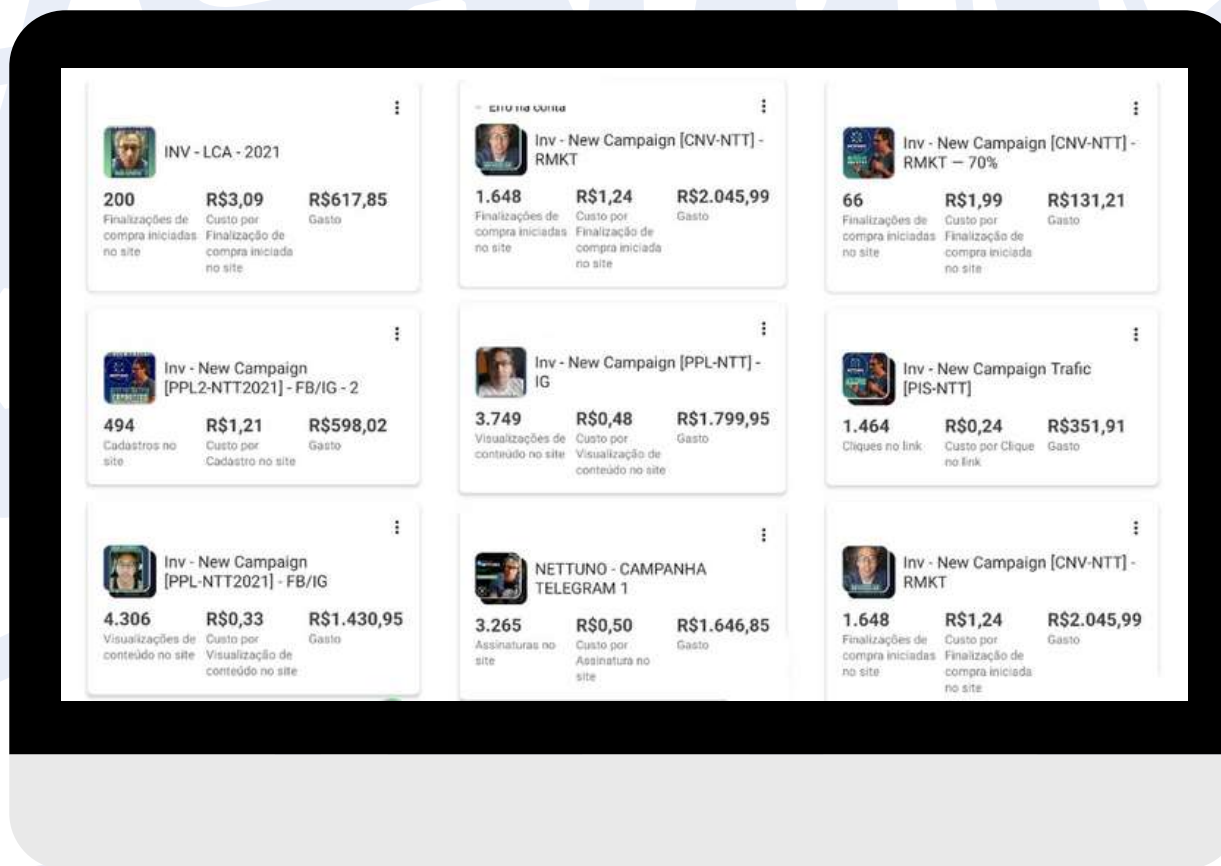 INV - LCA - 2021
200
R$3,09
R$617,85
Finalizações de
compra iniciadas
no site
Custo por
Finalização de
compra iniciada
no site
Gasto
Erro na conta
Inv - New Campaign [CNV-NTT] -
RMKT
1.648
R$1,24
R$2.045,99
Finalizações de
compra iniciadas
no site
Custo por
Finalização de
compra iniciada
no site
Gasto
Inv - New Campaign [CNV-NTT] -
RMKT — 70%
66
R$1,99
R$131,21
Finalizações de
compra iniciadas
no site
Custo por
Finalização de
compra iniciada
no site
Gasto
Inv - New Campaign
[PPL2-NTT2021] - FB/IG - 2
494
R$1,21
R$598,02
Cadastros no
site
Custo por
Cadastro no site
Gasto
Inv - New Campaign [PPL-NTT] -
IG
3.749
R$0,48
R$1.799,95
Visualizações de
conteúdo no site
Custo por
Visualização de
conteúdo no site
Gasto
Inv - New Campaign Trafic
[PIS-NTT]
1.464
R$0,24
R$351,91
Cliques no link
Custo por Clique
no link
Gasto
Inv - New Campaign
[PPL-NTT2021] - FB/IG
4.306
R$0,33
R$1.430,95
Visualizações de
conteúdo no site
Custo por
Visualização de
conteúdo no site
Gasto
NETTUNO - CAMPANHA
TELEGRAM 1
3.265
R$0,50
R$1.646,85
Assinaturas no
site
Custo por
Assinatura no
site
Gasto
Inv - New Campaign [CNV-NTT] -
RMKT
1.648
R$1,24
R$2.045,99
Finalizações de
compra iniciadas
no site
Custo por
Finalização de
compra iniciada
no site
Gasto